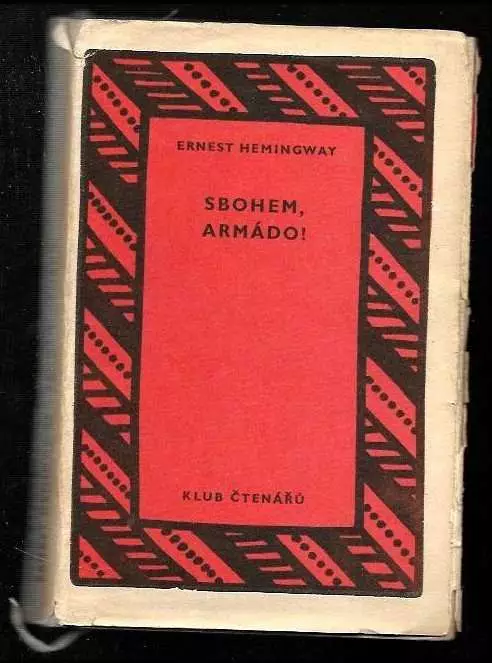 ERNEST HEMINGWAY
SBOHEM,
ARMÁDO!
KLUB ČTENÁŘŮ